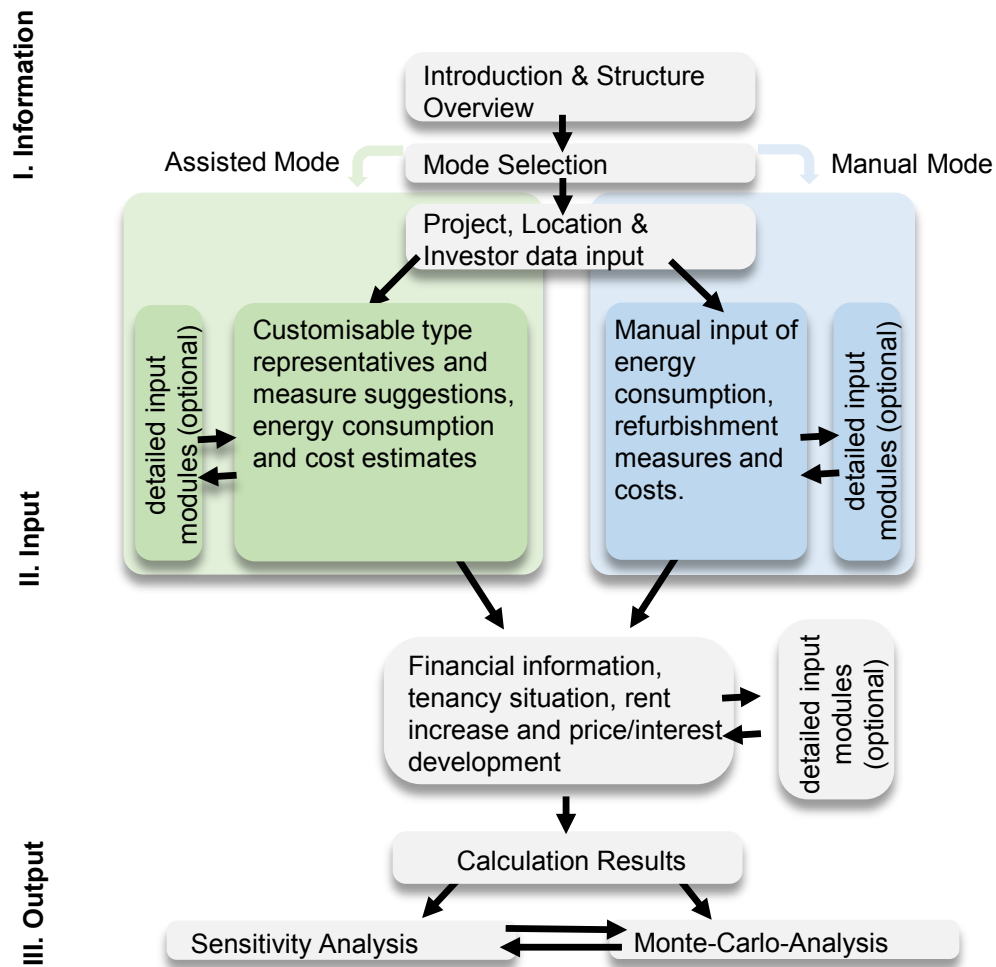 I. Information
Introduction & Structure
Overview
Assisted Mode
Mode Selection
Manual Mode
Project, Location &
Investor data input
II. Input
detailed input
modules (optional)
Customisable type
representatives and
measure suggestions,
energy consumption
and cost estimates
Manual input of
energy
consumption,
refurbishment
measures and
costs.
detailed input
modules (optional)
Financial information,
tenancy situation, rent
increase and price/interest
development
detailed input
modules
(optional)
III. Output
Calculation Results
Sensitivity Analysis
Monte-Carlo-Analysis